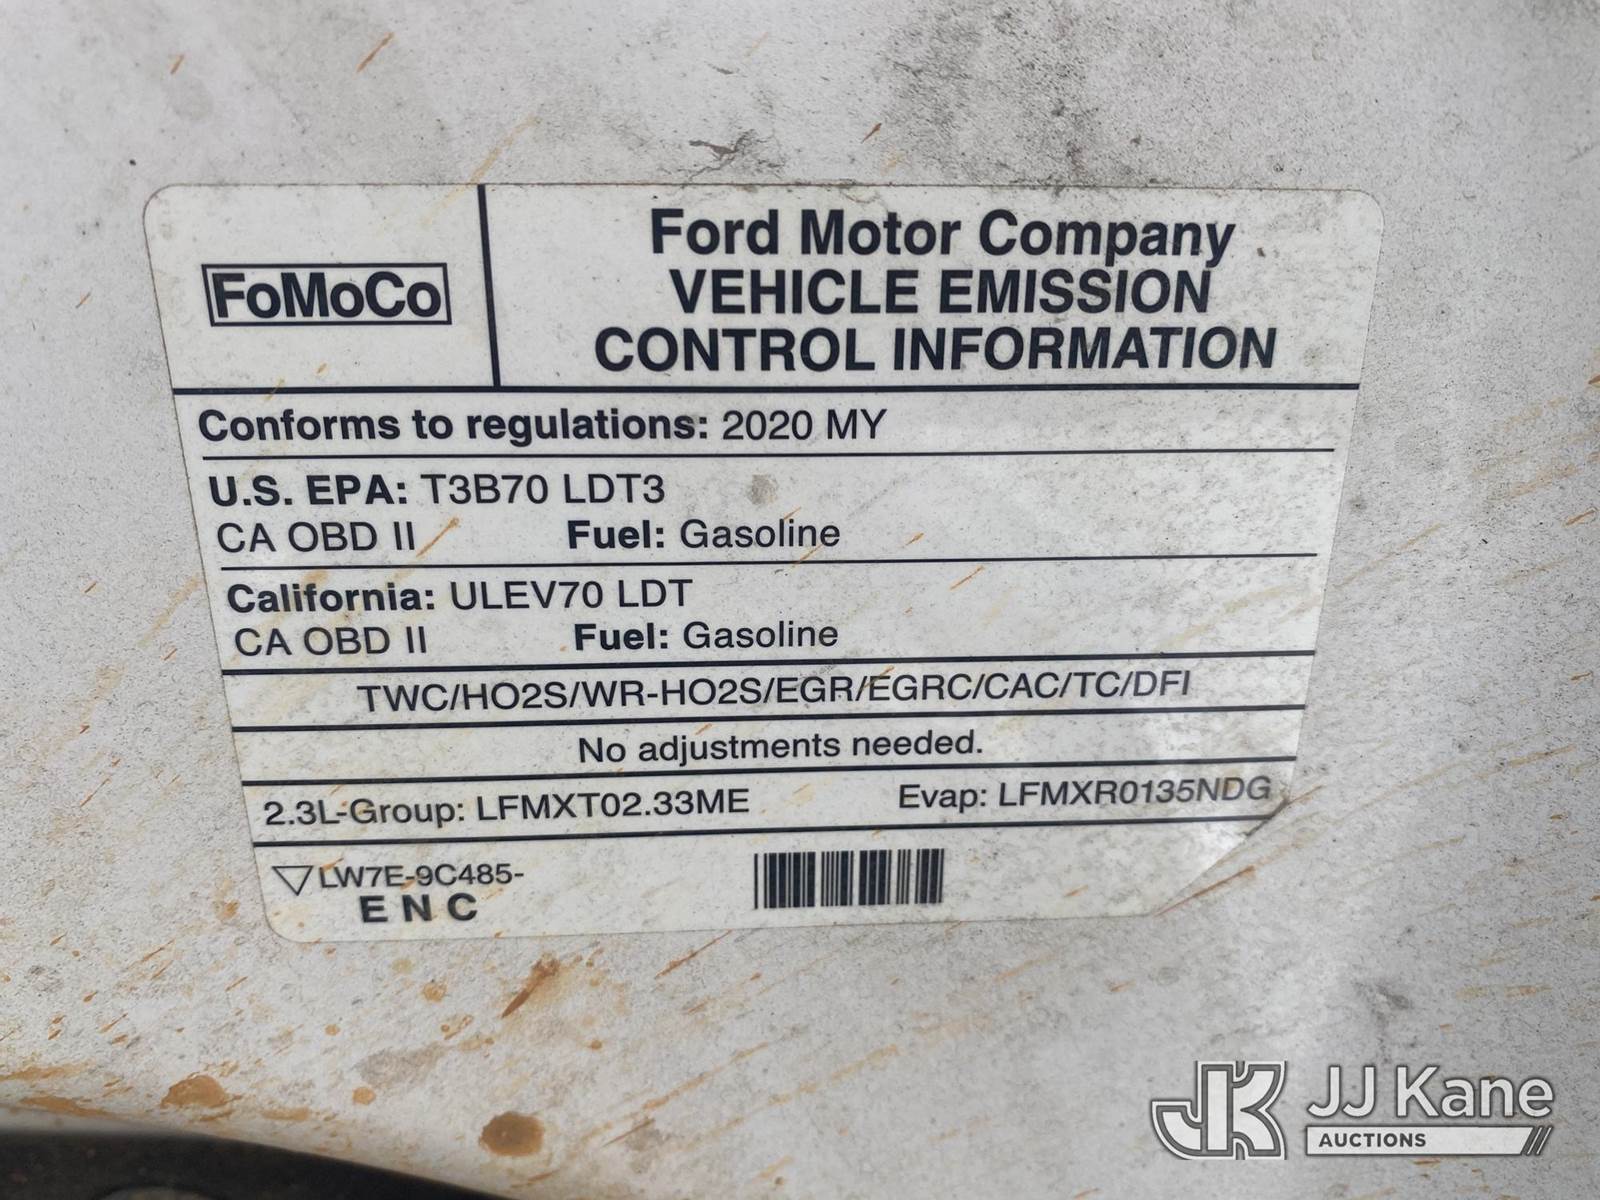 FoMoCo
Ford Motor Company
VEHICLE EMISSION
CONTROL INFORMATION
Conforms to regulations: 2020 MY
U.S. EPA: T3B70 LDT3
CA OBD II Fuel: Gasoline
California: ULEV70 LDT
CA OBD II Fuel: Gasoline
TWC/HO2S/WR-HO2S/EGR/EGRC/CAC/TC/DFI
No adjustments needed.
2.3L-Group: LFMXT02.33ME Evap: LFMXR0135NDG
LW7E-9C485-
E N C
JK JJ Kane
AUCTIONS